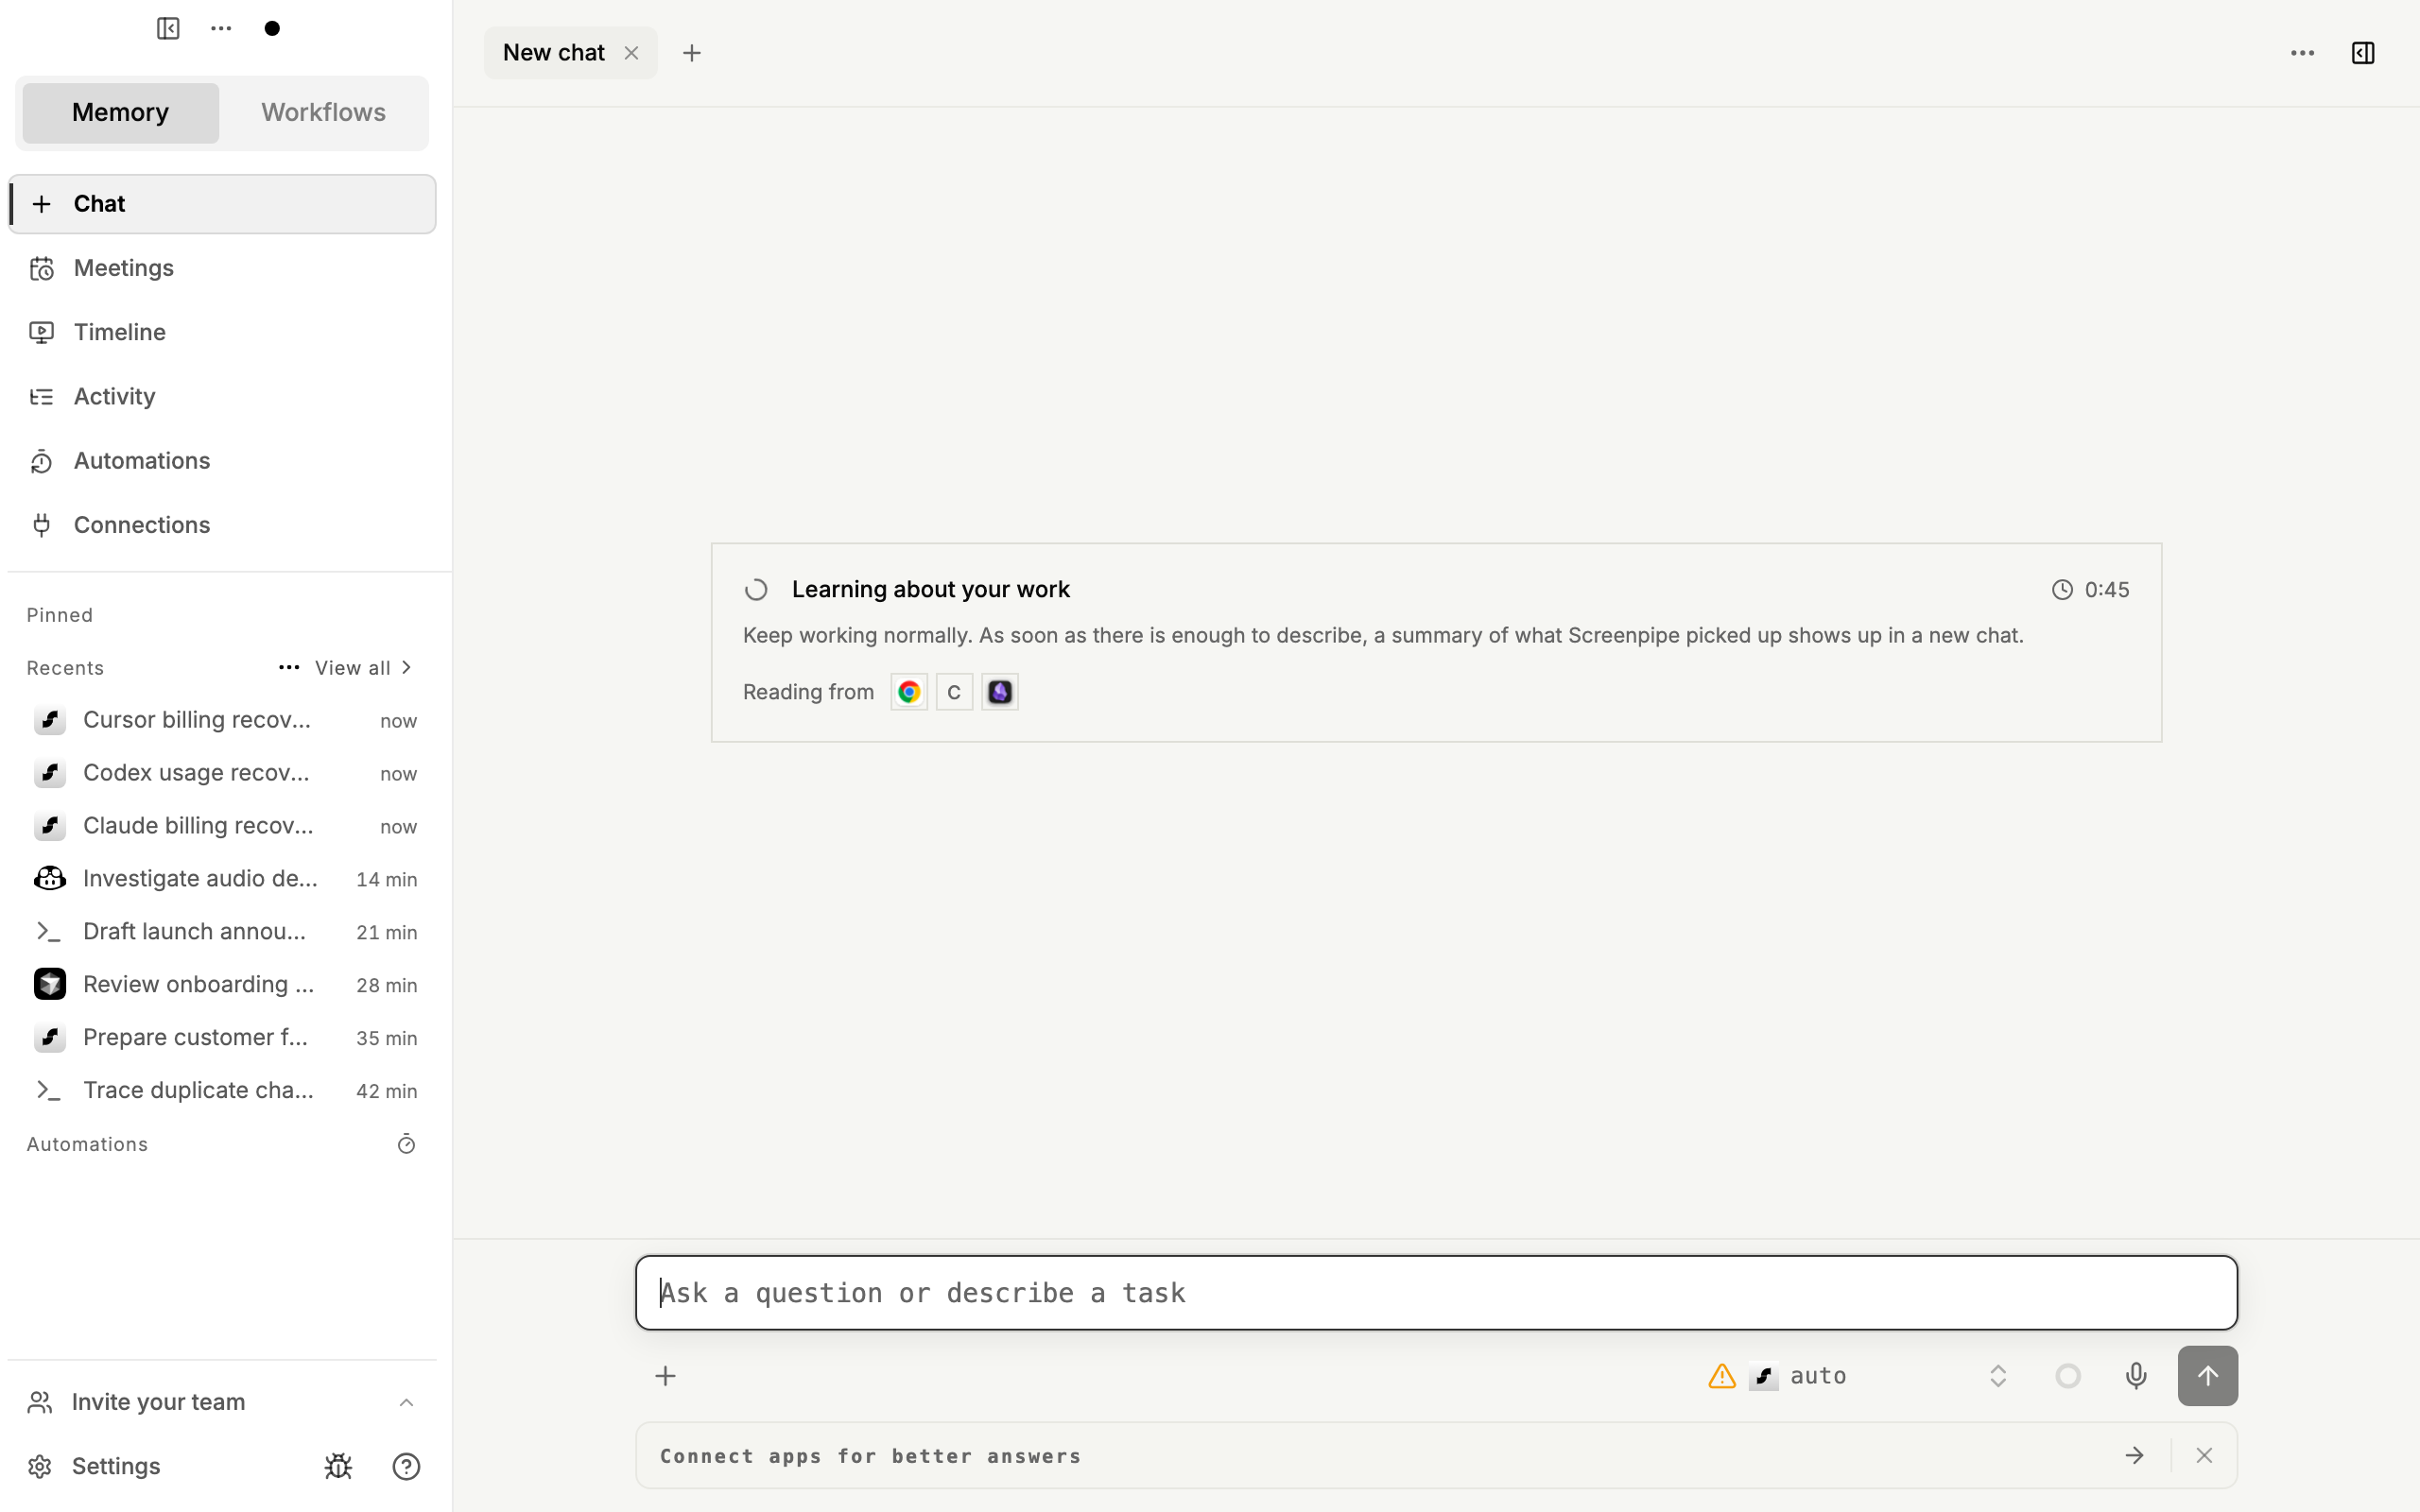 New chat
Memory
Workflows
Chat
Meetings
Timeline
Activity
Automations
Connections
Pinned
Recents
View all
Cursor billing recov...
now
Codex usage recov...
now
Claude billing recov...
now
Investigate audio de...
14 min
Draft launch annou...
21 min
Review onboarding ...
28 min
Prepare customer f...
35 min
Trace duplicate cha...
42 min
Automations
Invite your team
Settings
Learning about your work
0:45
Keep working normally. As soon as there is enough to describe, a summary of what Screenpipe picked up shows up in a new chat.
Reading from
C
Ask a question or describe a task
auto
Connect apps for better answers